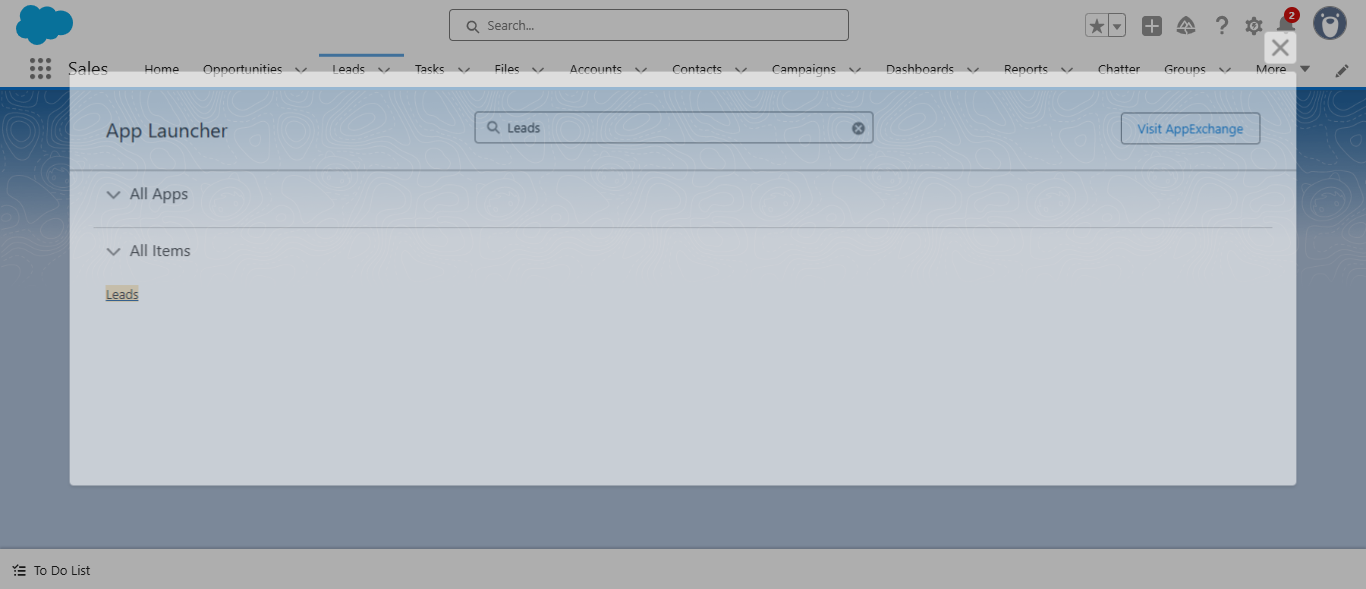 Search...
2
Sales Home Opportunities Leads Tasks Files Accounts Contacts Campaigns Dashboards Reports Chatter Groups More
App Launcher
Leads
Visit AppExchange
All Apps
All Items
Leads
To Do List